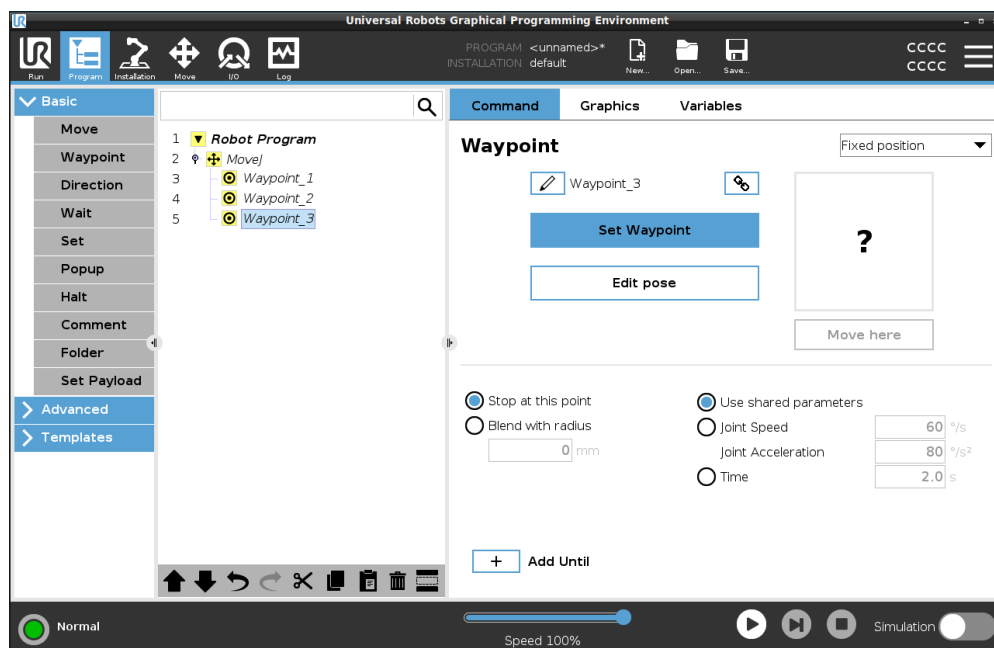 Universal Robots Graphical Programming Environment
UR
Run
Program
Installation
Move
I/O
Log
PROGRAM <unnamed>*
INSTALLATION default
New...
Open...
Save...
CCCC
CCCC
Basic
Move
Waypoint
Direction
Wait
Set
Popup
Halt
Comment
Folder
Set Payload
Advanced
Templates
1 Robot Program
2 MoveJ
3 Waypoint_1
4 Waypoint_2
5 Waypoint_3
Command Graphics Variables
Waypoint
Fixed position
Waypoint_3
Set Waypoint
Edit pose
?
Move here
Stop at this point
Blend with radius
0 mm
Use shared parameters
Joint Speed 60 °/s
Joint Acceleration 80 °/s²
Time 2.0 s
+ Add Until
Normal
Speed 100%
Simulation